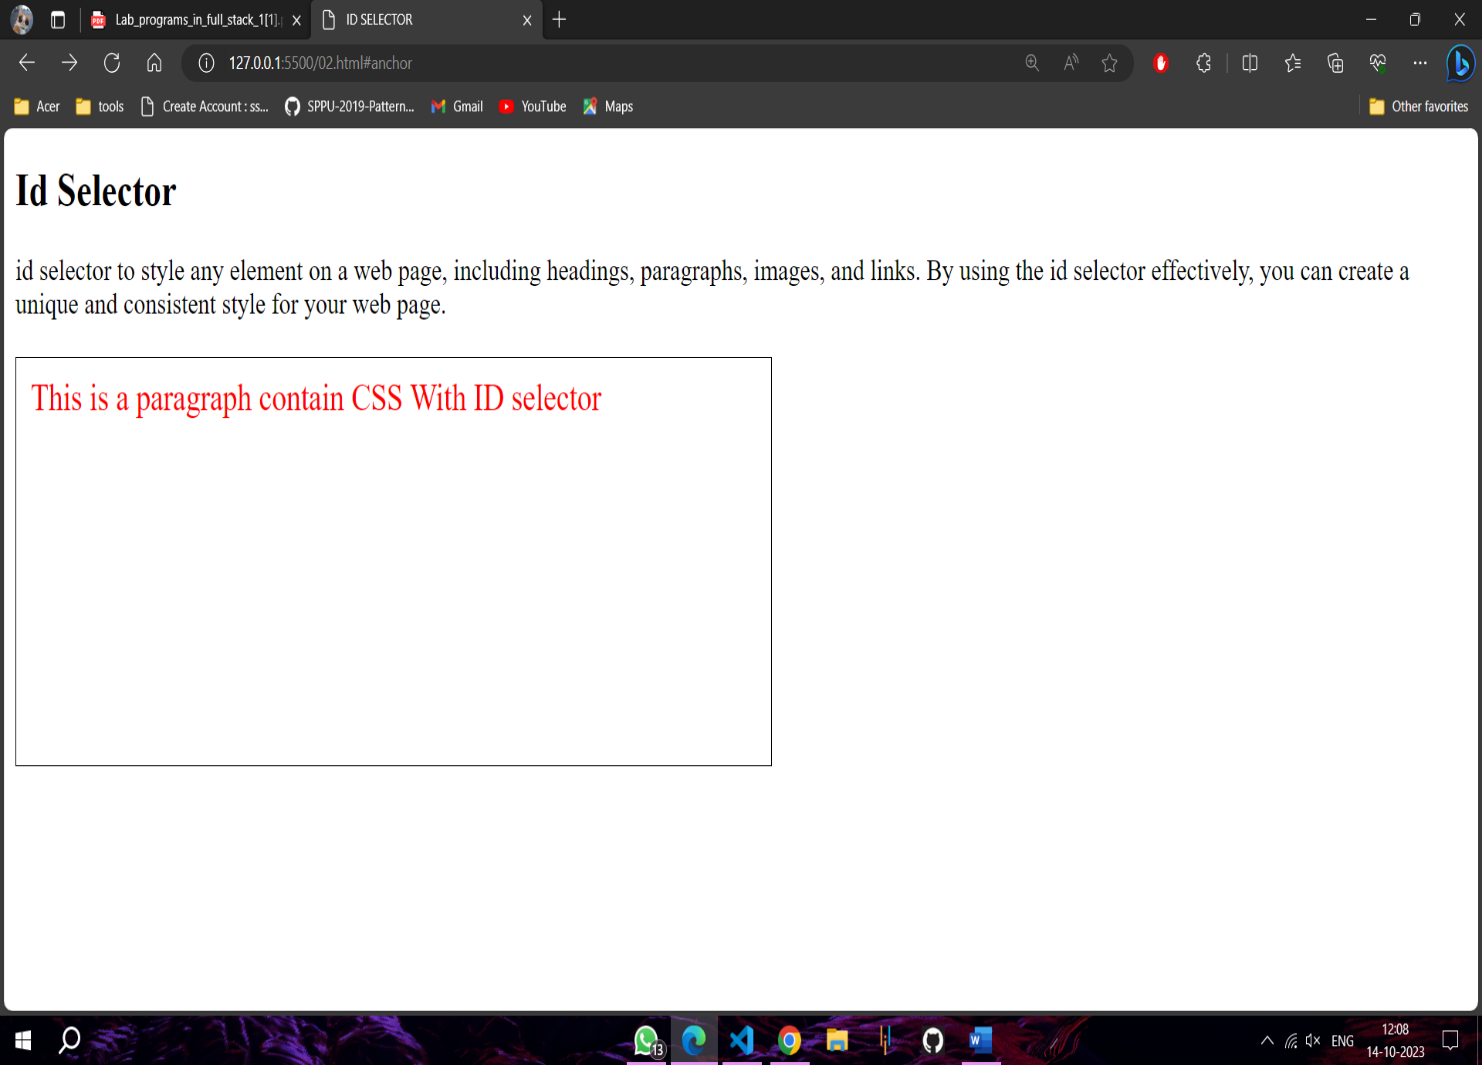 Lab_programs_in_full_stack_1[1].p
ID SELECTOR
127.0.0.1:5500/02.html#anchor
Acer
tools
Create Account : ss...
SPPU-2019-Pattern...
Gmail
YouTube
Maps
Other favorites
Id Selector
id selector to style any element on a web page, including headings, paragraphs, images, and links. By using the id selector effectively, you can create a
unique and consistent style for your web page.
This is a paragraph contain CSS With ID selector
13
ENG
12:08
14-10-2023